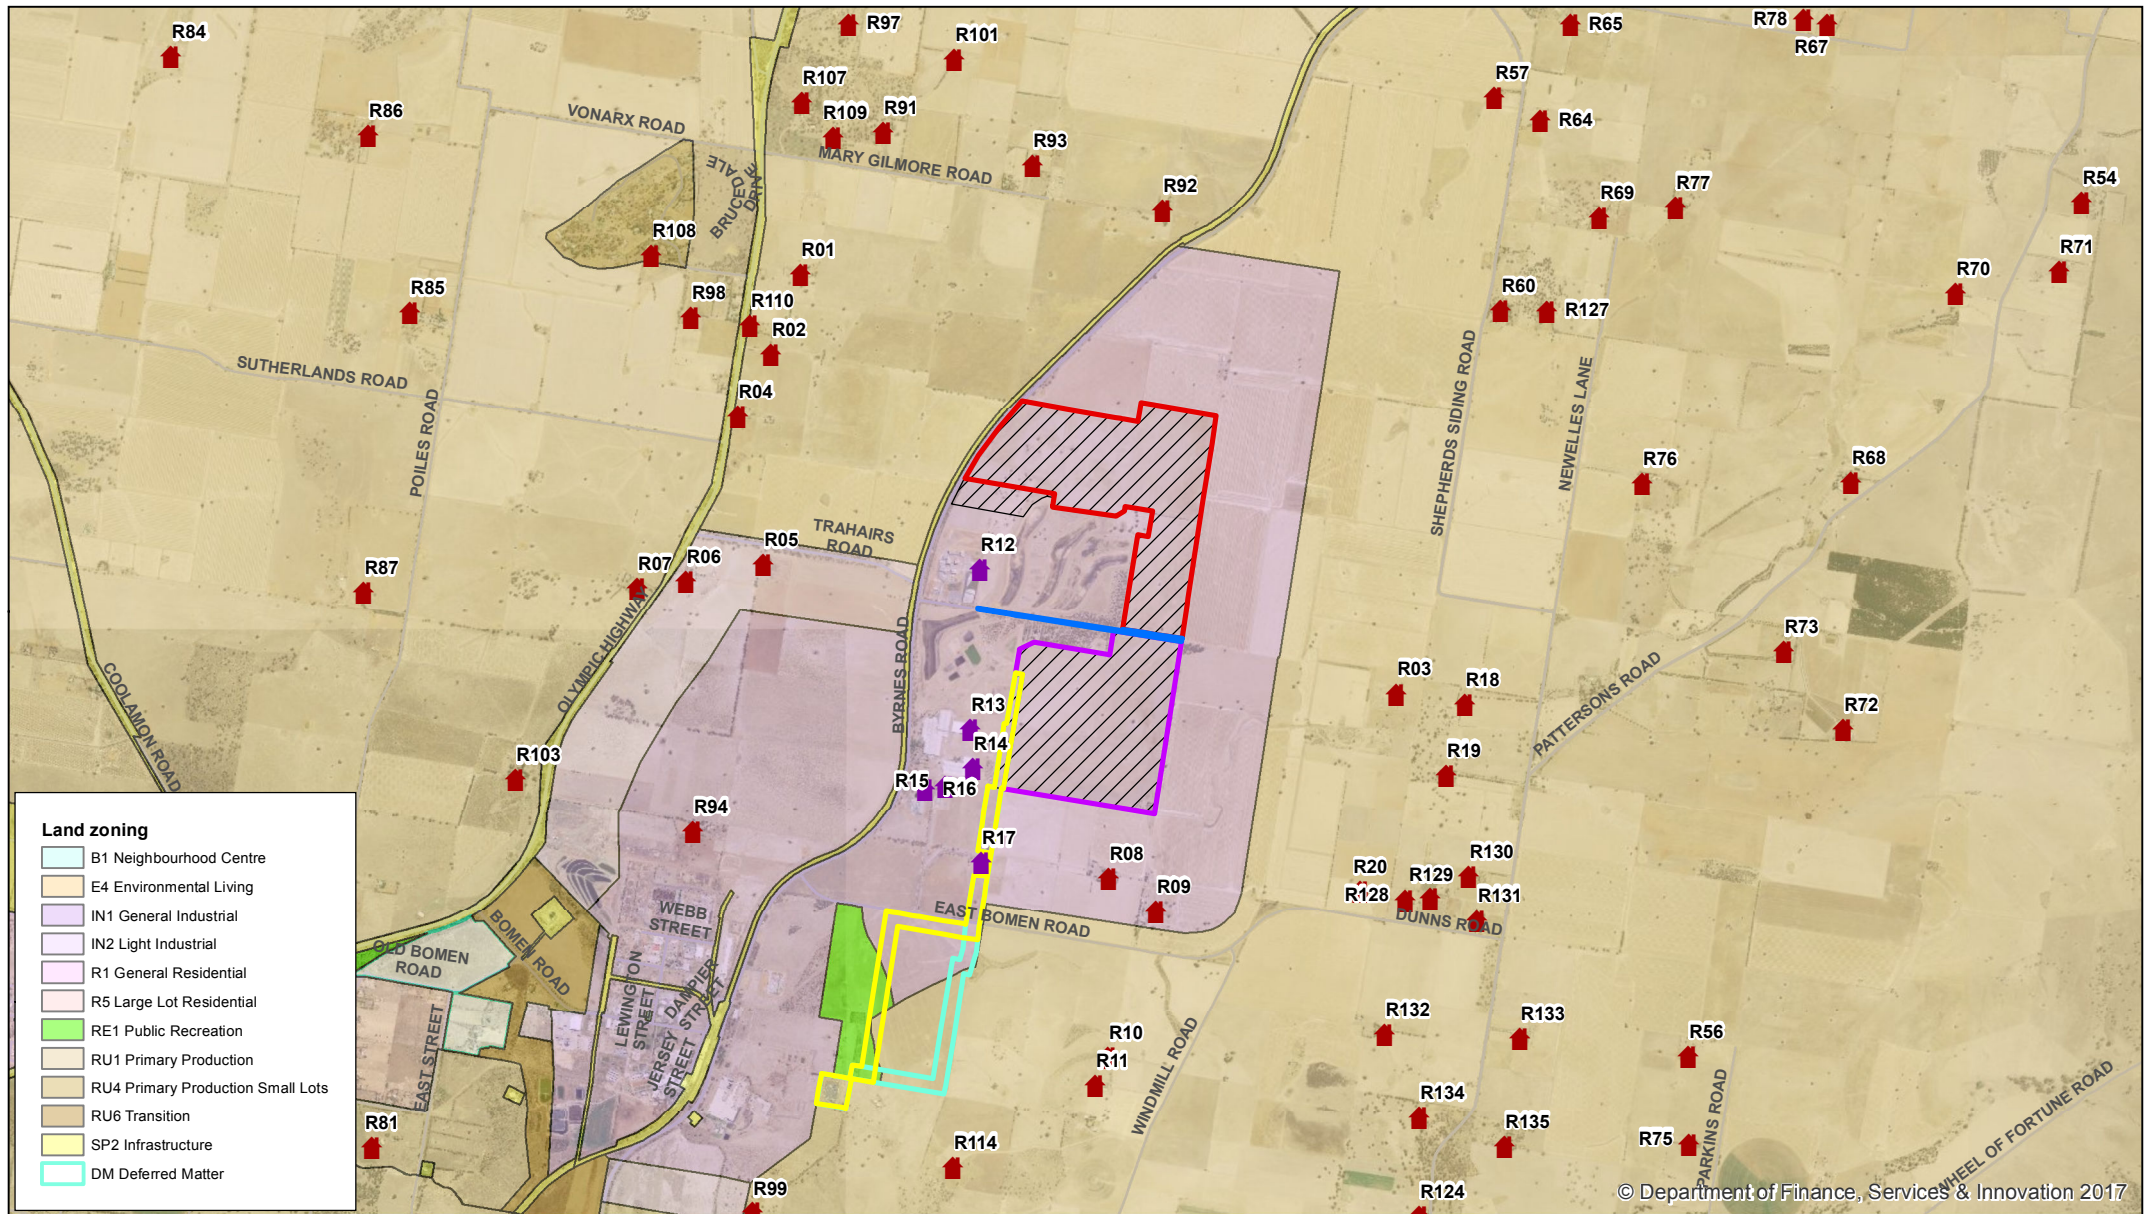 R84
R97
R101
R65
R78
R67
R107
R57
R86
R109
R91
R64
VONARX ROAD
R93
MARY GILMORE ROAD
BRUCEDALE
DRIVE
R92
R69
R77
R54
R108
R01
R71
R70
R85
R98
R110
R60
R127
R02
SUTHERLANDS ROAD
SHEPHERDS SIDING ROAD
NEWELLES LANE
POILES ROAD
R04
R76
R68
TRAHAIRS
ROAD
R05
R12
R07
R06
R87
OLYMPIC HIGHWAY
BYRNES ROAD
R73
R03
R18
COOLAMON ROAD
PATTERSONS ROAD
R13
R72
R14
R103
R19
R15
R16
R94
R17
R08
R20
R130
R129
R128
R131
R09
DUNNS ROAD
EAST BOMEN ROAD
WEBB
STREET
OLD BOMEN
ROAD
BOMEN ROAD
LEWINGTON
STREET
DAMPIER
STREET
JERSEY
STREET
EAST STREET
R132
R133
R56
R10
R11
WINDMILL ROAD
R134
R135
R75
PARKINS ROAD
WHEEL OF FORTUNE ROAD
R81
R114
R99
R124
Land zoning
B1 Neighbourhood Centre
E4 Environmental Living
IN1 General Industrial
IN2 Light Industrial
R1 General Residential
R5 Large Lot Residential
RE1 Public Recreation
RU1 Primary Production
RU4 Primary Production Small Lots
RU6 Transition
SP2 Infrastructure
DM Deferred Matter
© Department of Finance, Services & Innovation 2017